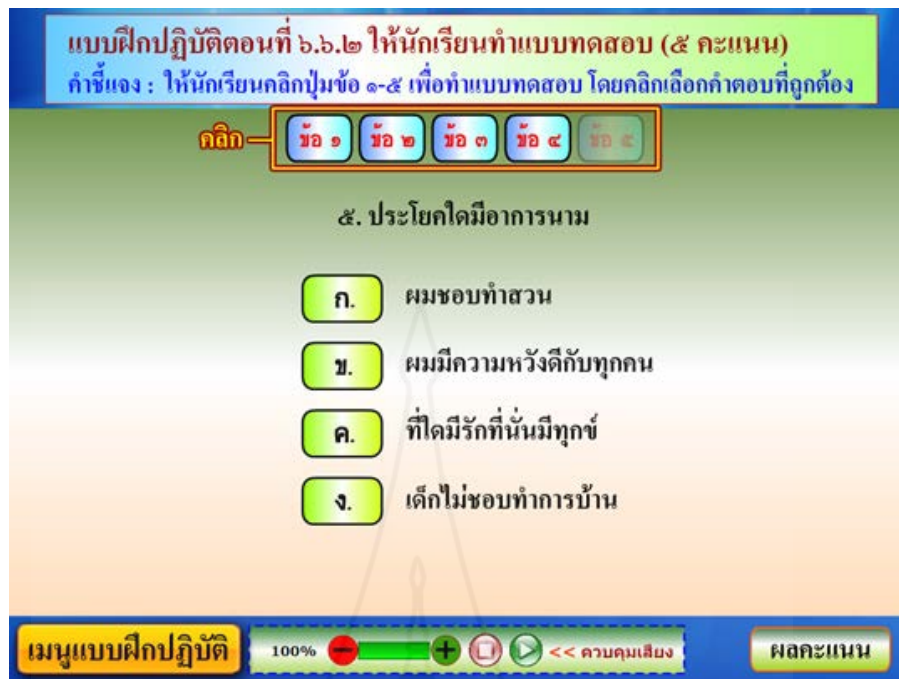 แบบฝึกปฏิบัติตอนที่ ๖.๖.๒ ให้นักเรียนทำแบบทดสอบ (๕ คะแนน)
คำชี้แจง : ให้นักเรียนคลิกปุ่มข้อ ๑-๕ เพื่อทำแบบทดสอบ โดยคลิกเลือกคำตอบที่ถูกต้อง
คลิก ข้อ ๑ ข้อ ๒ ข้อ ๓ ข้อ ๔ ข้อ ๕
๕. ประโยคใดมีอาการนาม
ก. ผมชอบทำสวน
ข. ผมมีความหวังดีกับทุกคน
ค. ที่ใดมีรักที่นั่นมีทุกข์
ง. เด็กไม่ชอบทำการบ้าน
เมนูแบบฝึกปฏิบัติ 100% << ควบคุมเสียง ผลคะแนน